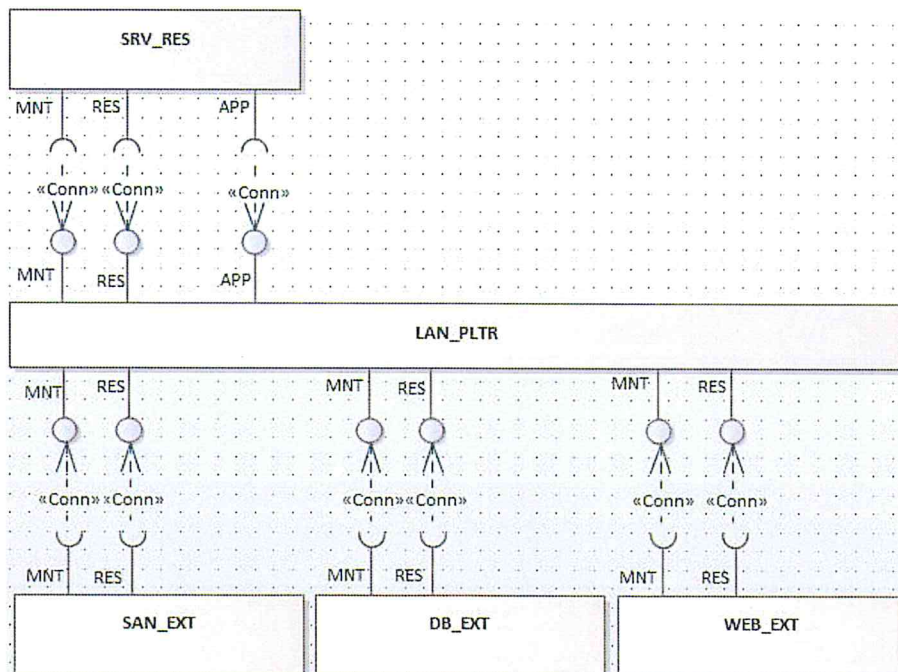 SRV_RES
MNT RES APP
«Conn» «Conn» «Conn»
MNT RES APP
LAN_PLTR
MNT RES MNT RES MNT RES
«Conn» «Conn» «Conn» «Conn» «Conn» «Conn»
MNT RES MNT RES MNT RES
SAN_EXT DB_EXT WEB_EXT